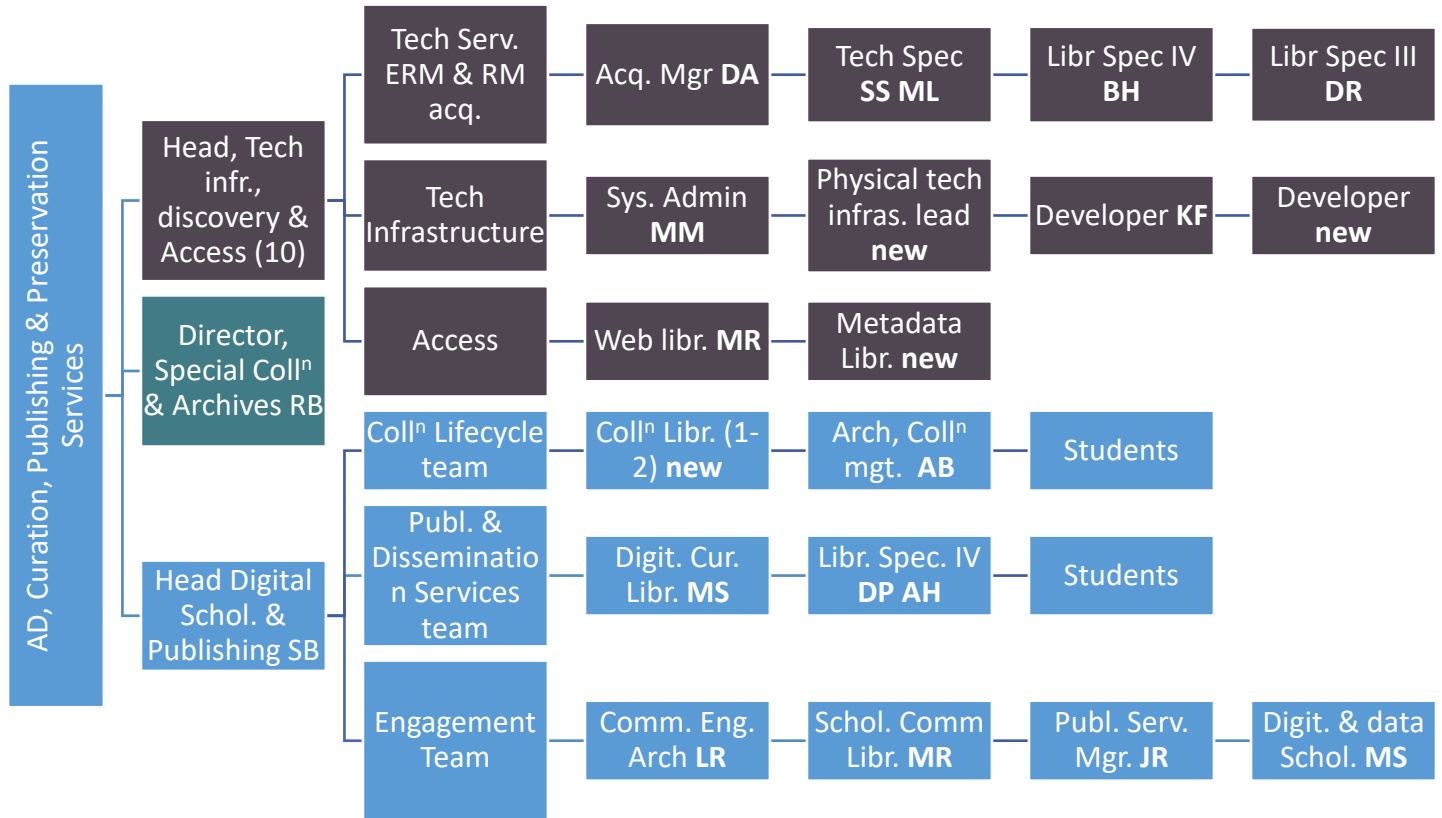 AD, Curation, Publishing & Preservation
Services
Head, Tech
infr.,
discovery &
Access (10)
Director,
Special Collⁿ
& Archives RB
Head Digital
Schol. &
Publishing SB
Tech Serv.
ERM & RM
acq.
Acq. Mgr DA
Tech Spec
SS ML
Libr Spec IV
BH
Libr Spec III
DR
Tech
Infrastructure
Sys. Admin
MM
Physical tech
infras. lead
new
Developer KF
Developer
new
Access
Web libr. MR
Metadata
Libr. new
Collⁿ Lifecycle
team
Collⁿ Libr. (1-
2) new
Arch, Collⁿ
mgt. AB
Students
Publ. &
Disseminatio
n Services
team
Digit. Cur.
Libr. MS
Libr. Spec. IV
DP AH
Students
Engagement
Team
Comm. Eng.
Arch LR
Schol. Comm
Libr. MR
Publ. Serv.
Mgr. JR
Digit. & data
Schol. MS